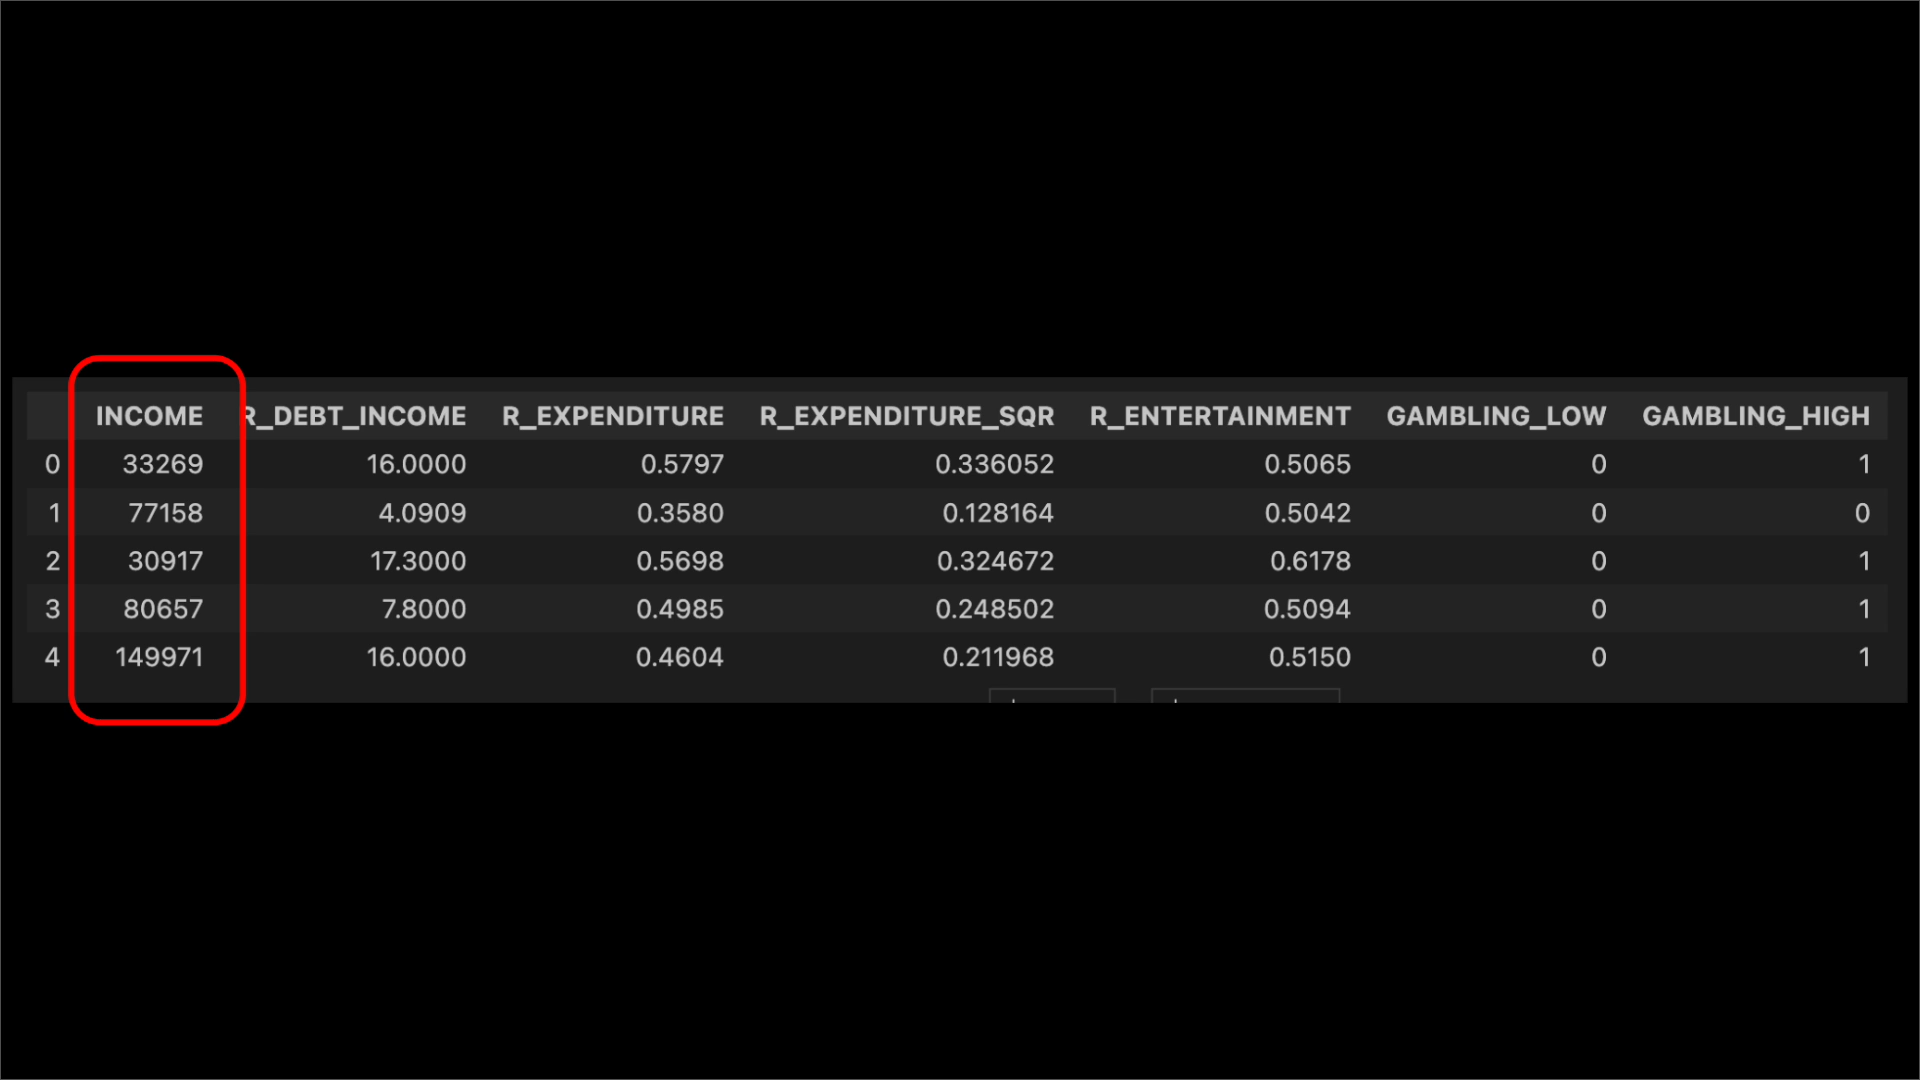 INCOME R_DEBT_INCOME R_EXPENDITURE R_EXPENDITURE_SQR R_ENTERTAINMENT GAMBLING_LOW GAMBLING_HIGH
0 33269 16.0000 0.5797 0.336052 0.5065 0 1
1 77158 4.0909 0.3580 0.128164 0.5042 0 0
2 30917 17.3000 0.5698 0.324672 0.6178 0 1
3 80657 7.8000 0.4985 0.248502 0.5094 0 1
4 149971 16.0000 0.4604 0.211968 0.5150 0 1